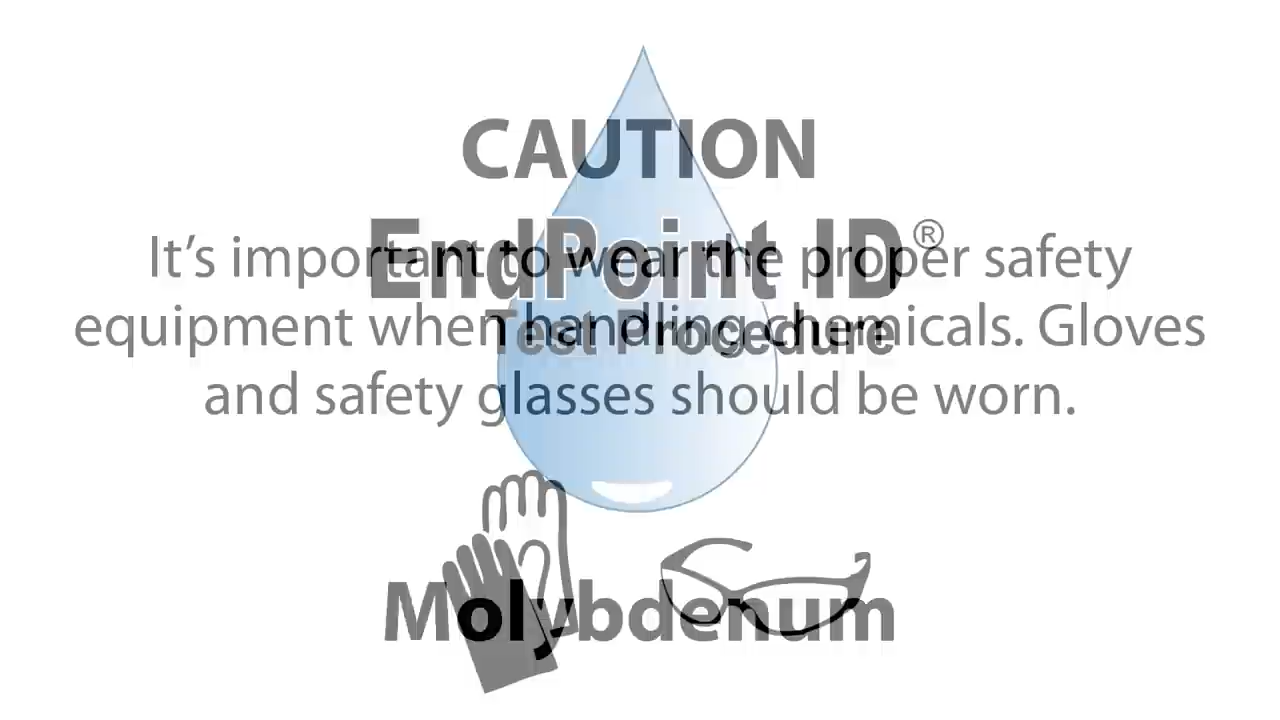 CAUTION
EndPoint ID®
It’s important to wear the proper safety
equipment when handling chemicals. Gloves
Test Procedure
and safety glasses should be worn.
Molybdenum